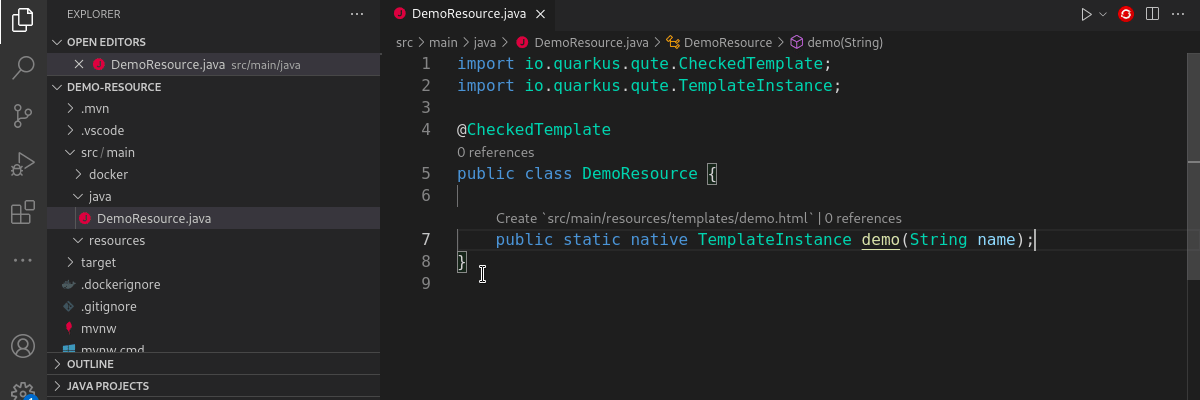 EXPLORER
OPEN EDITORS
DemoResource.java src/main/java
DEMO-RESOURCE
.mvn
.vscode
src / main
docker
java
DemoResource.java
resources
target
.dockerignore
.gitignore
mvnw
mvnw.cmd
OUTLINE
JAVA PROJECTS
DemoResource.java
src > main > java > DemoResource.java > DemoResource > demo(String)
1 import io.quarkus.qute.CheckedTemplate;
2 import io.quarkus.qute.TemplateInstance;
3
4 @CheckedTemplate
0 references
5 public class DemoResource {
6
Create `src/main/resources/templates/demo.html` | 0 references
7 public static native TemplateInstance demo(String name);
8 }
9